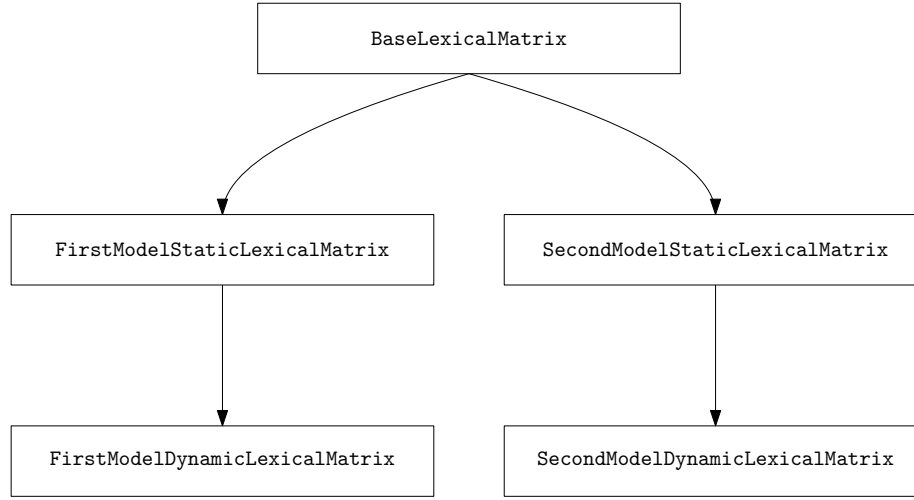 BaseLexicalMatrix
FirstModelStaticLexicalMatrix
SecondModelStaticLexicalMatrix
FirstModelDynamicLexicalMatrix
SecondModelDynamicLexicalMatrix